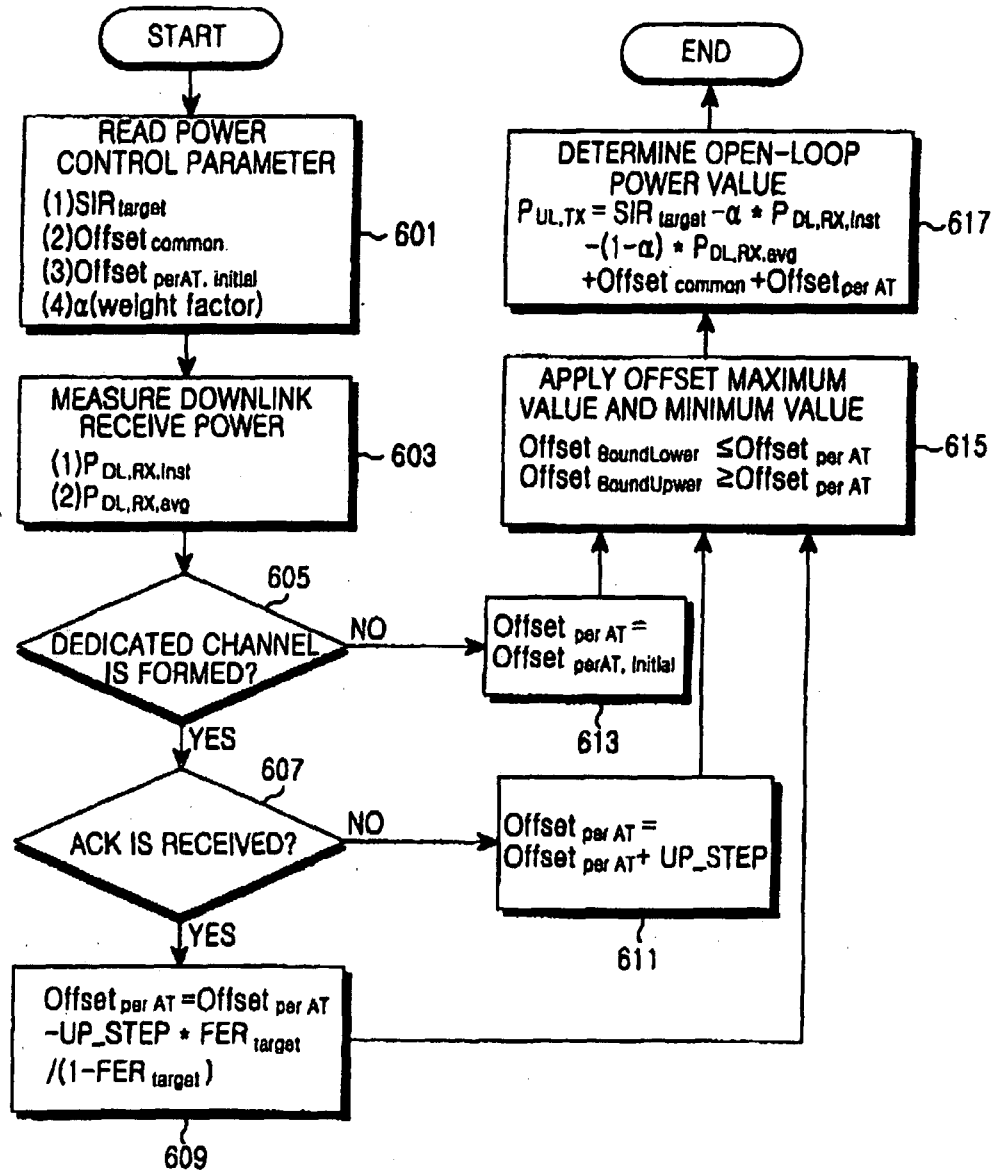 START
READ POWER
CONTROL PARAMETER
(1)SIR target
(2)Offset common.
(3)Offset perAT, initial
(4)α(weight factor)
601
MEASURE DOWNLINK
RECEIVE POWER
(1)P DL,RX,inst
(2)P DL,RX,avg
603
605
DEDICATED CHANNEL
IS FORMED?
NO
YES
607
ACK IS RECEIVED?
NO
YES
Offset per AT =Offset per AT
-UP_STEP * FER target
/(1-FER target)
609
Offset per AT =
Offset per AT + UP_STEP
611
Offset per AT =
Offset perAT, initial
613
APPLY OFFSET MAXIMUM
VALUE AND MINIMUM VALUE
Offset BoundLower ≤Offset per AT
Offset BoundUpwer ≥Offset per AT
615
DETERMINE OPEN-LOOP
POWER VALUE
P UL,TX = SIR target -α * P DL,RX,inst
-(1-α) * P DL,RX,avg
+Offset common +Offset per AT
617
END